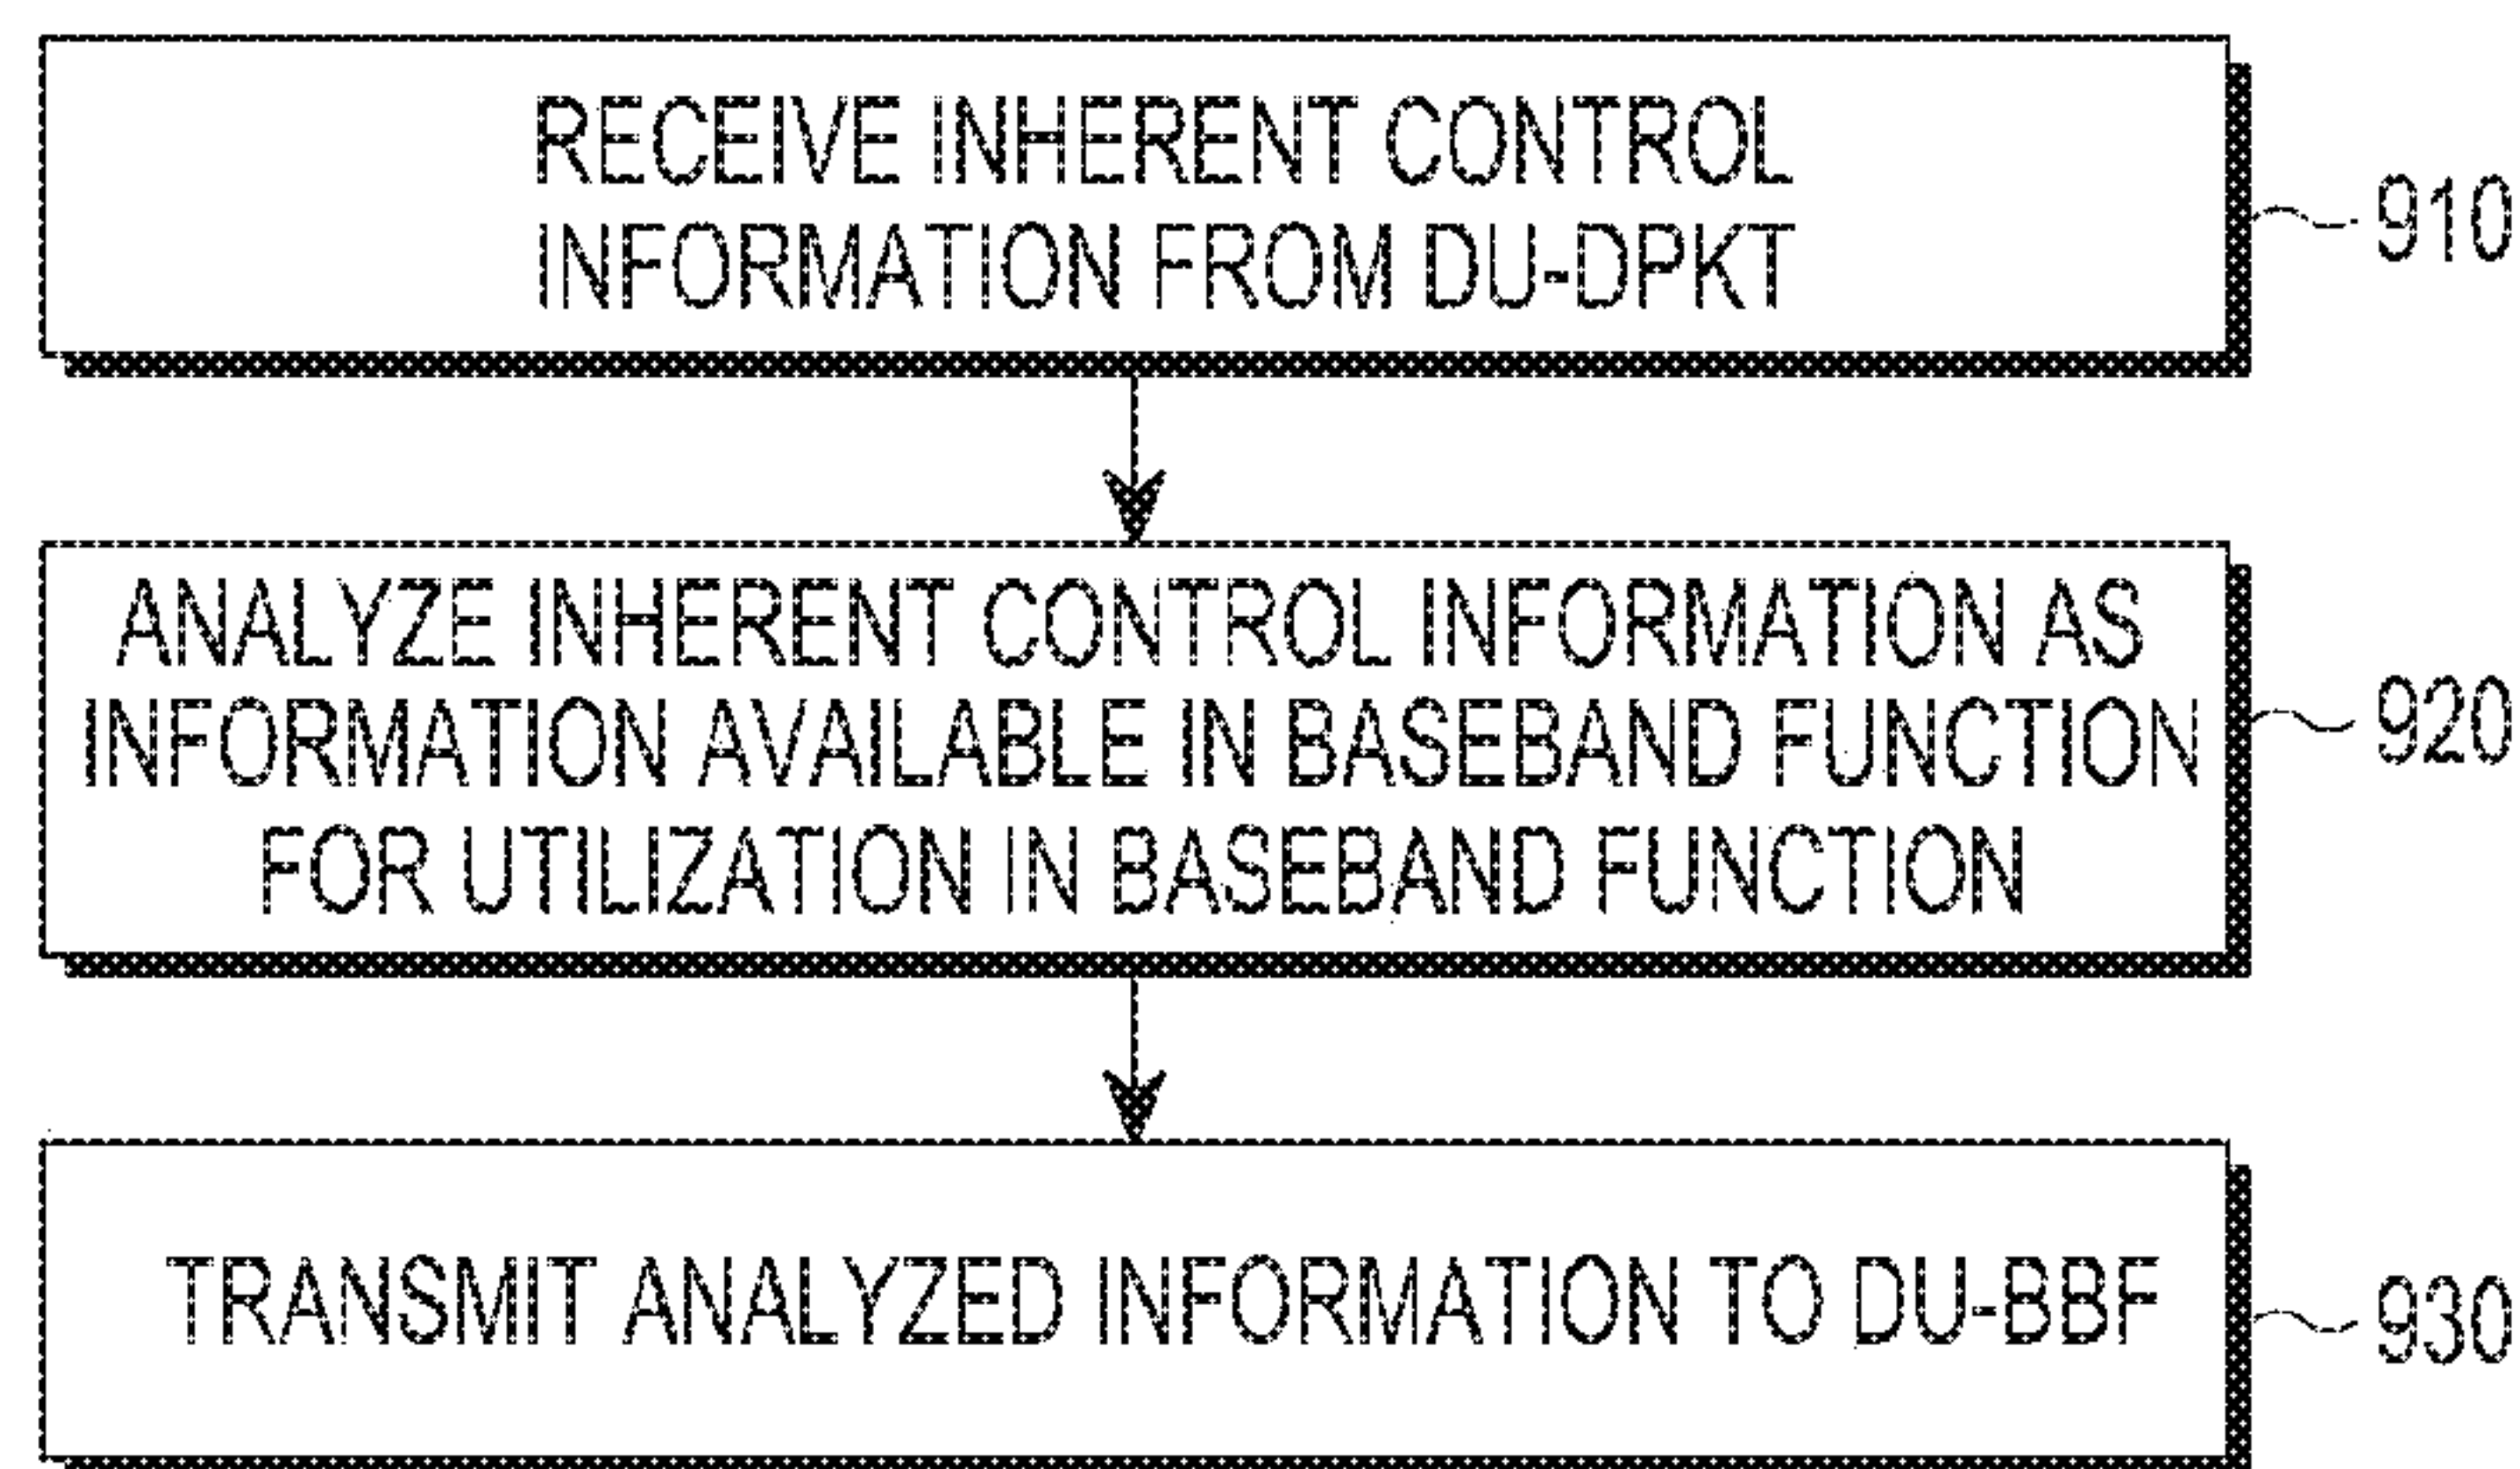 RECEIVE INHERENT CONTROL
INFORMATION FROM DU-DPKT
910
ANALYZE INHERENT CONTROL INFORMATION AS
INFORMATION AVAILABLE IN BASEBAND FUNCTION
FOR UTILIZATION IN BASEBAND FUNCTION
920
TRANSMIT ANALYZED INFORMATION TO DU-BBF
930